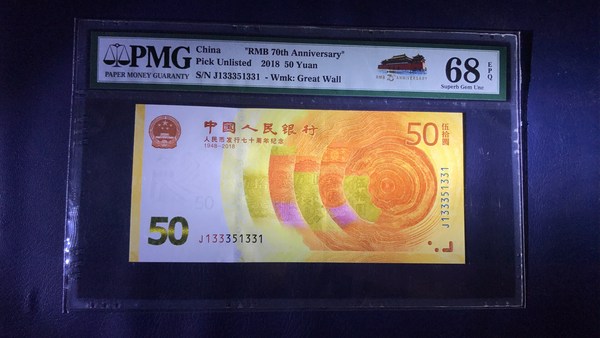 PMG
PAPER MONEY GUARANTY
China "RMB 70th Anniversary"
Pick Unlisted 2018 50 Yuan
S/N J133351331 - Wmk: Great Wall
68 EPQ
Superb Gem Unc
中国人民银行
人民币发行七十周年纪念
1948-2018
50 伍拾圆
J133351331
50
J133351331